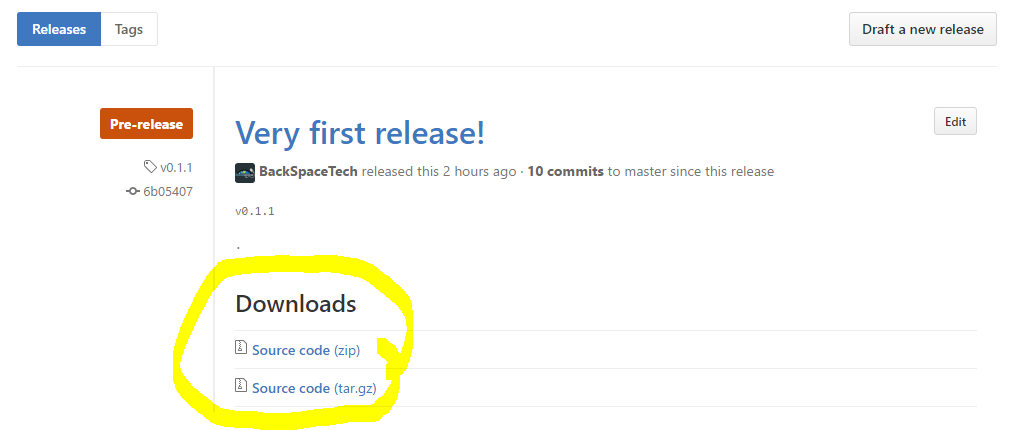 Releases Tags Draft a new release
Pre-release
Very first release!
Edit
v0.1.1
BackSpaceTech released this 2 hours ago · 10 commits to master since this release
6b05407
v0.1.1
.
Downloads
Source code (zip)
Source code (tar.gz)